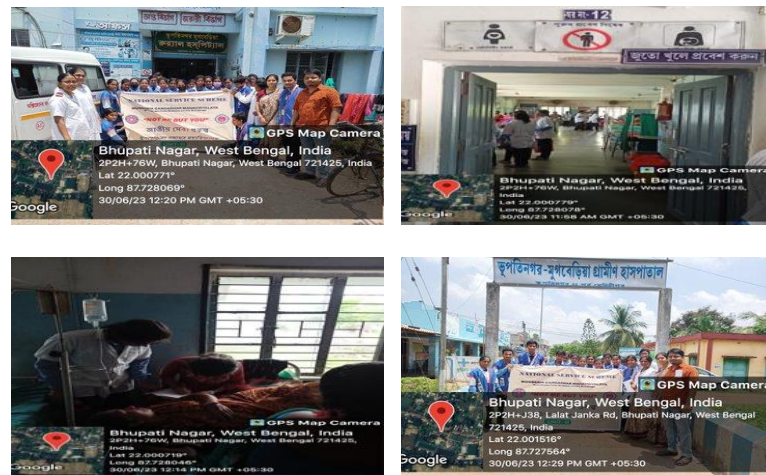 জরুরী বিভাগ
NATIONAL SERVICE SCHEME
"NOT ME BUT YOU"
GPS Map Camera
Bhupati Nagar, West Bengal, India
2P2H+76W, Bhupati Nagar, West Bengal 721425, India
Lat 22.000771°
Long 87.728069°
30/06/23 12:20 PM GMT +05:30
Google
12
জুতো খুলে প্রবেশ করুন
GPS Map Camera
Bhupati Nagar, West Bengal, India
2P2H+76W, Bhupati Nagar, West Bengal 721425,
India
Lat 22.000779°
Long 87.728078°
30/06/23 11:58 AM GMT +05:30
Google
GPS Map Camera
Bhupati Nagar, West Bengal, India
2P2H+76W, Bhupati Nagar, West Bengal 721425,
India
Lat 22.000719°
Long 87.728046°
30/06/23 12:14 PM GMT +05:30
Google
ভূপতিনগর-মুগবেড়িয়া গ্রামীণ হাসপাতাল
NATIONAL SERVICE SCHEME
GPS Map Camera
Bhupati Nagar, West Bengal, India
2P2H+J38, Lalat Janka Rd, Bhupati Nagar, West Bengal
721425, India
Lat 22.001516°
Long 87.727564°
30/06/23 12:29 PM GMT +05:30
Google